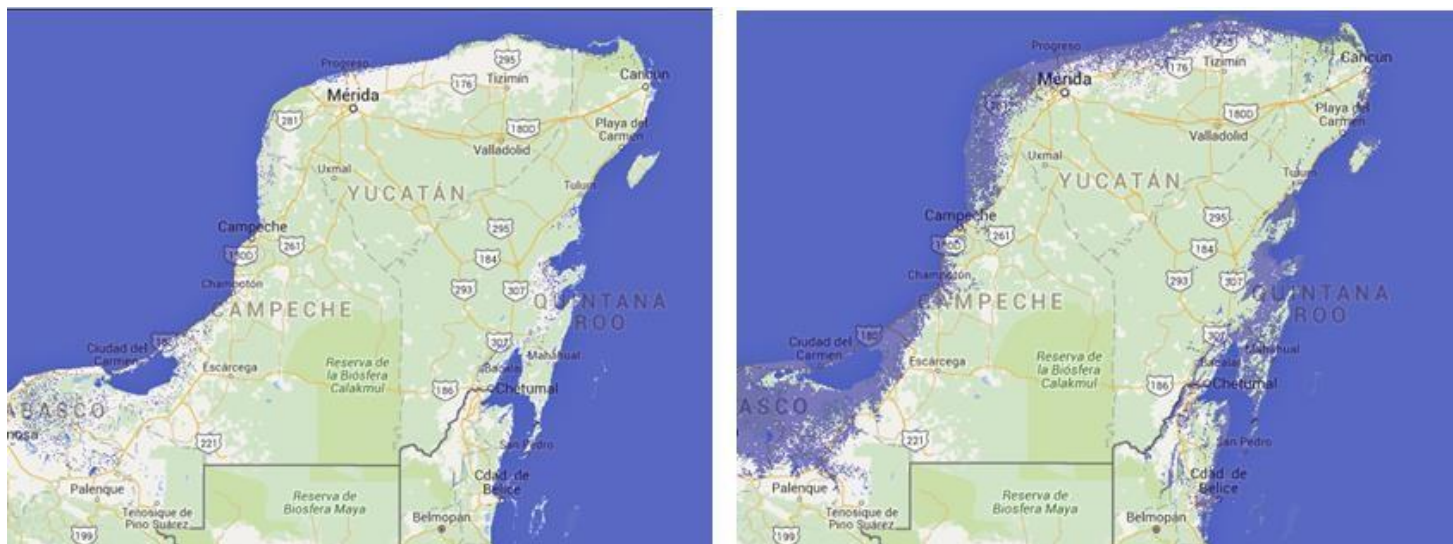 295
Progreso
Cancún
Tizimín
176
Mérida
281
Playa del
Carmen
180D
Valladolid
Uxmal
YUCATÁN
Tulum
Campeche
295
180D
261
184
Champotón
293
307
QUINTANA
ROO
CAMPECHE
Ciudad del
Carmen
307
Mahahual
Escárcega
Reserva de
la Biósfera
Calakmul
Bacalar
186
Chetumal
ABASCO
221
San Pedro
Palenque
Cdad. de
Belice
Reserva de
Biosfera Maya
Tenosique de
Pino Suárez
Belmopán
199
295
Progreso
Cancún
176
Tizimín
Mérida
281
Playa del
Carmen
180D
Valladolid
Uxmal
YUCATÁN
Tulum
Campeche
295
180D
261
184
Champotón
293
307
QUINTANA
ROO
CAMPECHE
180
Ciudad del
Carmen
307
Mahahual
Escárcega
Reserva de
la Biósfera
Calakmul
Bacalar
186
Chetumal
ASCO
221
San Pedro
Palenque
Cdad. de
Belice
Reserva de
Biosfera Maya
Tenosique de
Pino Suárez
Belmopán
199